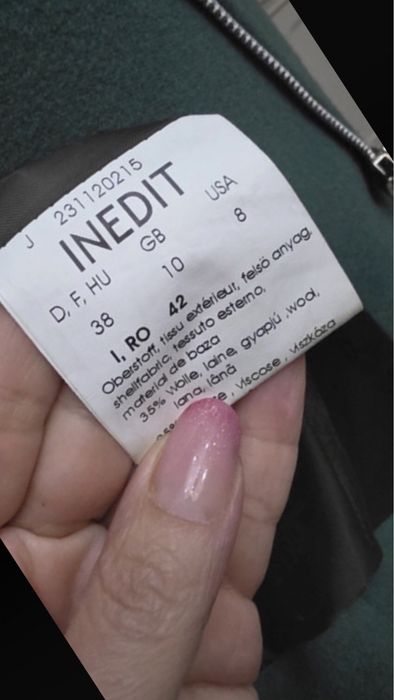 J 231120215
INEDIT
D, F, HU GB USA
38 10 8
I, RO 42
Oberstoff, tissu extérieur, felsö anyag,
shellfabric, tessuto esterno,
material de baza
35% Wolle, laine, gyapjú ,wool,
lana, lână
, Viscose , viszkóza